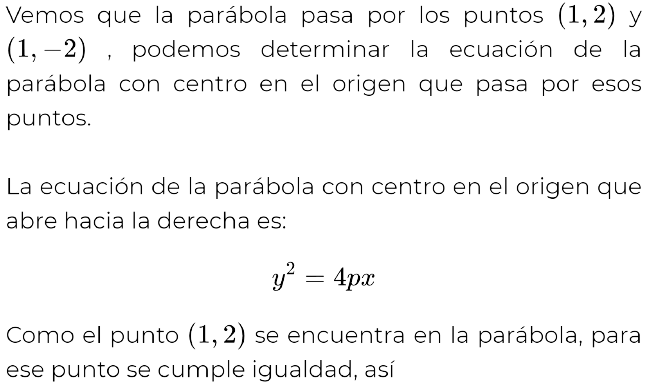 Vemos que la parábola pasa por los puntos (1, 2) y
(1, −2) , podemos determinar la ecuación de la
parábola con centro en el origen que pasa por esos
puntos.
La ecuación de la parábola con centro en el origen que
abre hacia la derecha es:
y² = 4px
Como el punto (1, 2) se encuentra en la parábola, para
ese punto se cumple igualdad, así